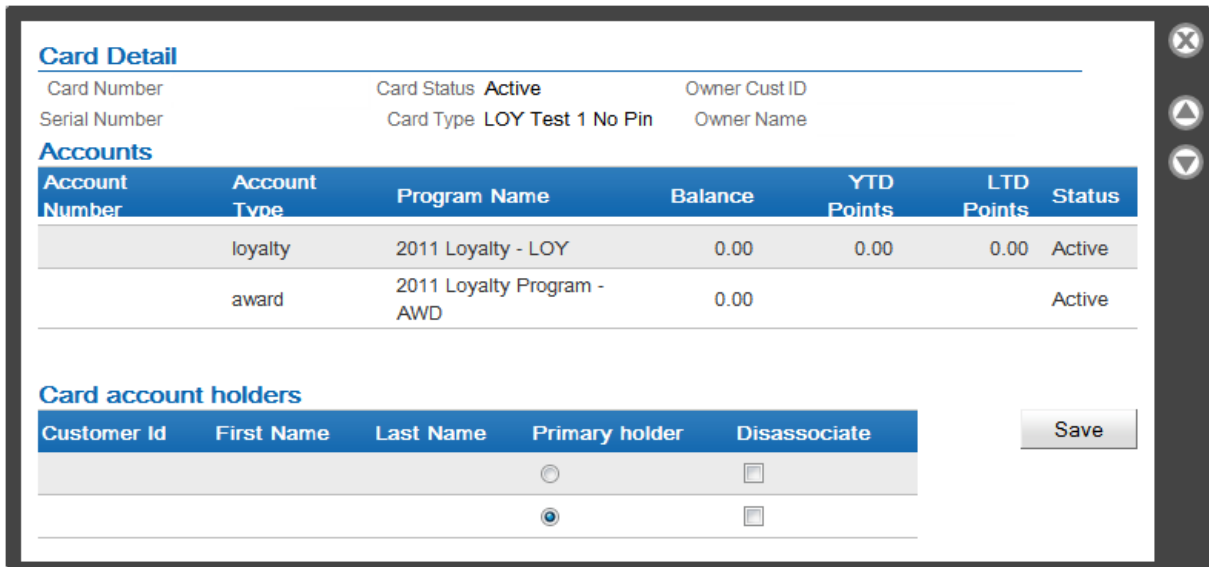 Card Detail
Card Number Card Status Active Owner Cust ID
Serial Number Card Type LOY Test 1 No Pin Owner Name
Accounts
Account Number Account Type Program Name Balance YTD Points LTD Points Status
loyalty 2011 Loyalty - LOY 0.00 0.00 0.00 Active
award 2011 Loyalty Program - AWD 0.00 Active
Card account holders
Customer Id First Name Last Name Primary holder Disassociate
Save